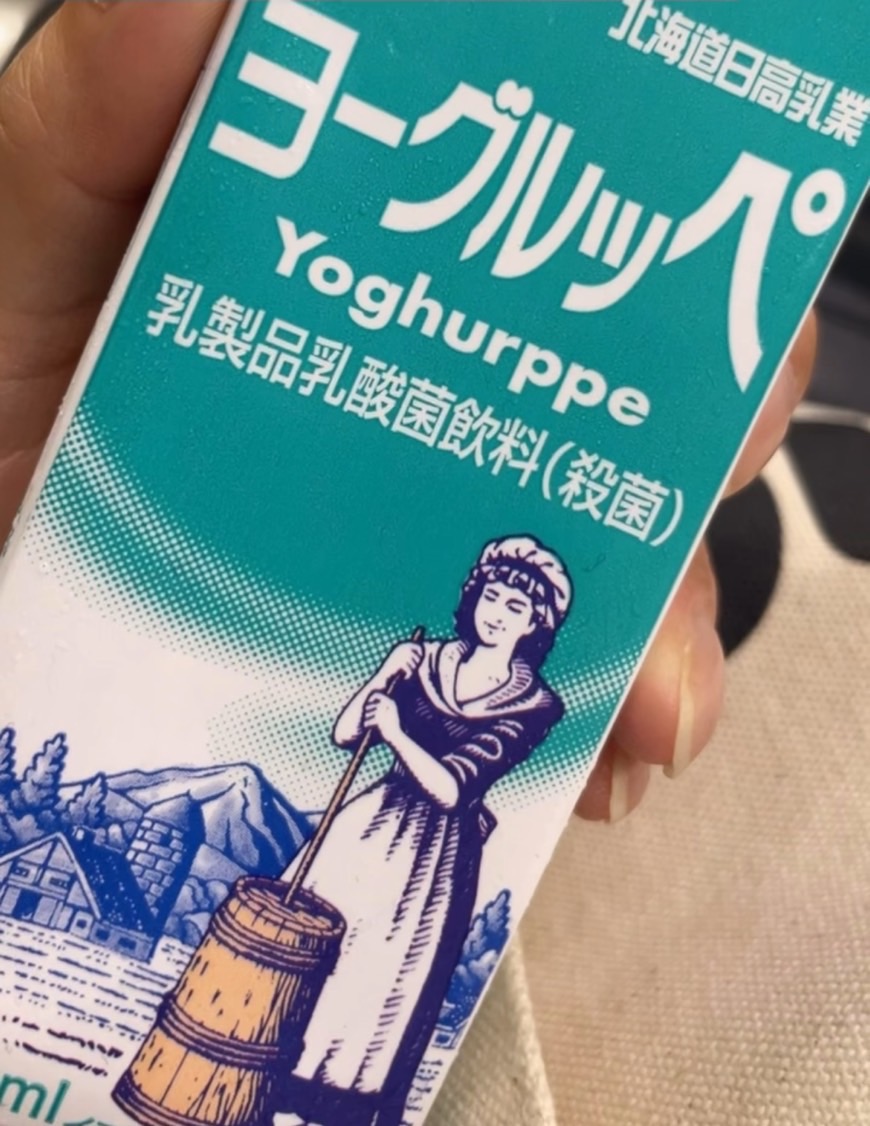 北海道日高乳業
ヨーグルッペ
Yoghurppe
乳製品乳酸菌飲料(殺菌)
ml